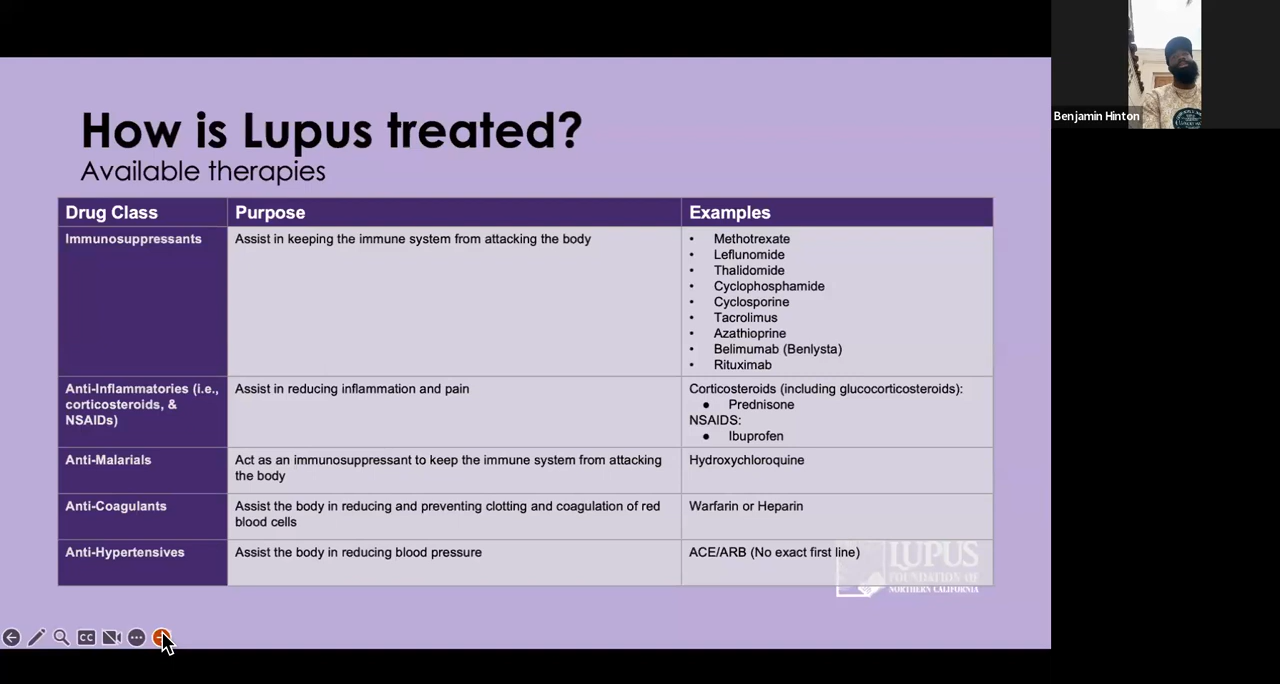 How is Lupus treated?
Available therapies
Drug Class
Purpose
Examples
Immunosuppressants
Assist in keeping the immune system from attacking the body
• Methotrexate
• Leflunomide
• Thalidomide
• Cyclophosphamide
• Cyclosporine
• Tacrolimus
• Azathioprine
• Belimumab (Benlysta)
• Rituximab
Anti-Inflammatories (i.e.,
corticosteroids, &
NSAIDs)
Assist in reducing inflammation and pain
Corticosteroids (including glucocorticosteroids):
● Prednisone
NSAIDS:
● Ibuprofen
Anti-Malarials
Act as an immunosuppressant to keep the immune system from attacking
the body
Hydroxychloroquine
Anti-Coagulants
Assist the body in reducing and preventing clotting and coagulation of red
blood cells
Warfarin or Heparin
Anti-Hypertensives
Assist the body in reducing blood pressure
ACE/ARB (No exact first line)
LUPUS
FOUNDATION OF
NORTHERN CALIFORNIA
CC
Benjamin Hinton